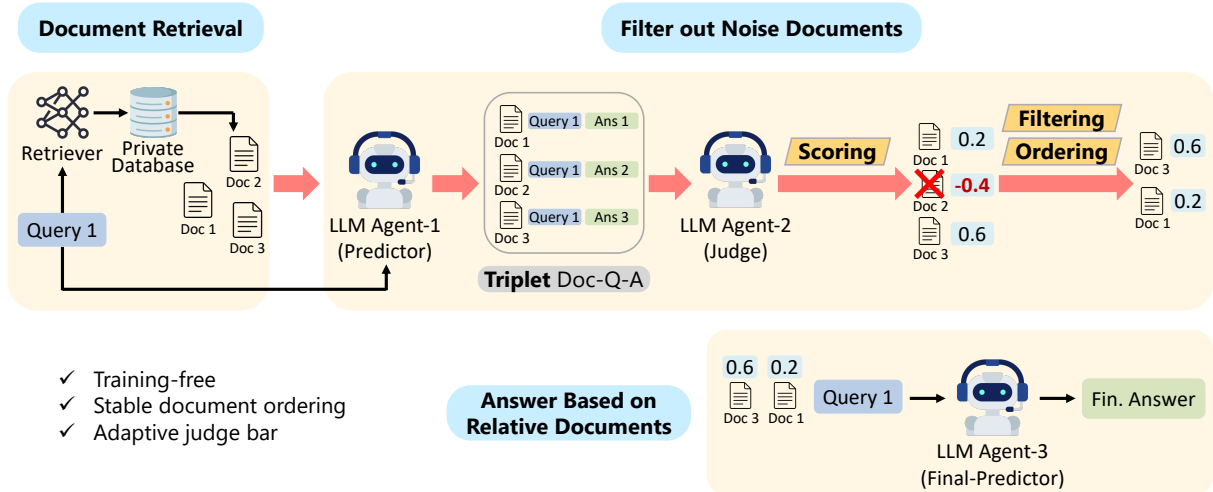 Document Retrieval
Filter out Noise Documents
Retriever
Private
Database
Doc 2
Doc 1
Doc 3
Query 1
LLM Agent-1
(Predictor)
Doc 1 Query 1 Ans 1
Doc 2 Query 1 Ans 2
Doc 3 Query 1 Ans 3
Triplet Doc-Q-A
LLM Agent-2
(Judge)
Scoring
Doc 1 0.2
Doc 2 -0.4
Doc 3 0.6
Filtering
Ordering
Doc 3 0.6
Doc 1 0.2
✓ Training-free
✓ Stable document ordering
✓ Adaptive judge bar
Answer Based on
Relative Documents
0.6 0.2
Doc 3 Doc 1
Query 1
LLM Agent-3
(Final-Predictor)
Fin. Answer